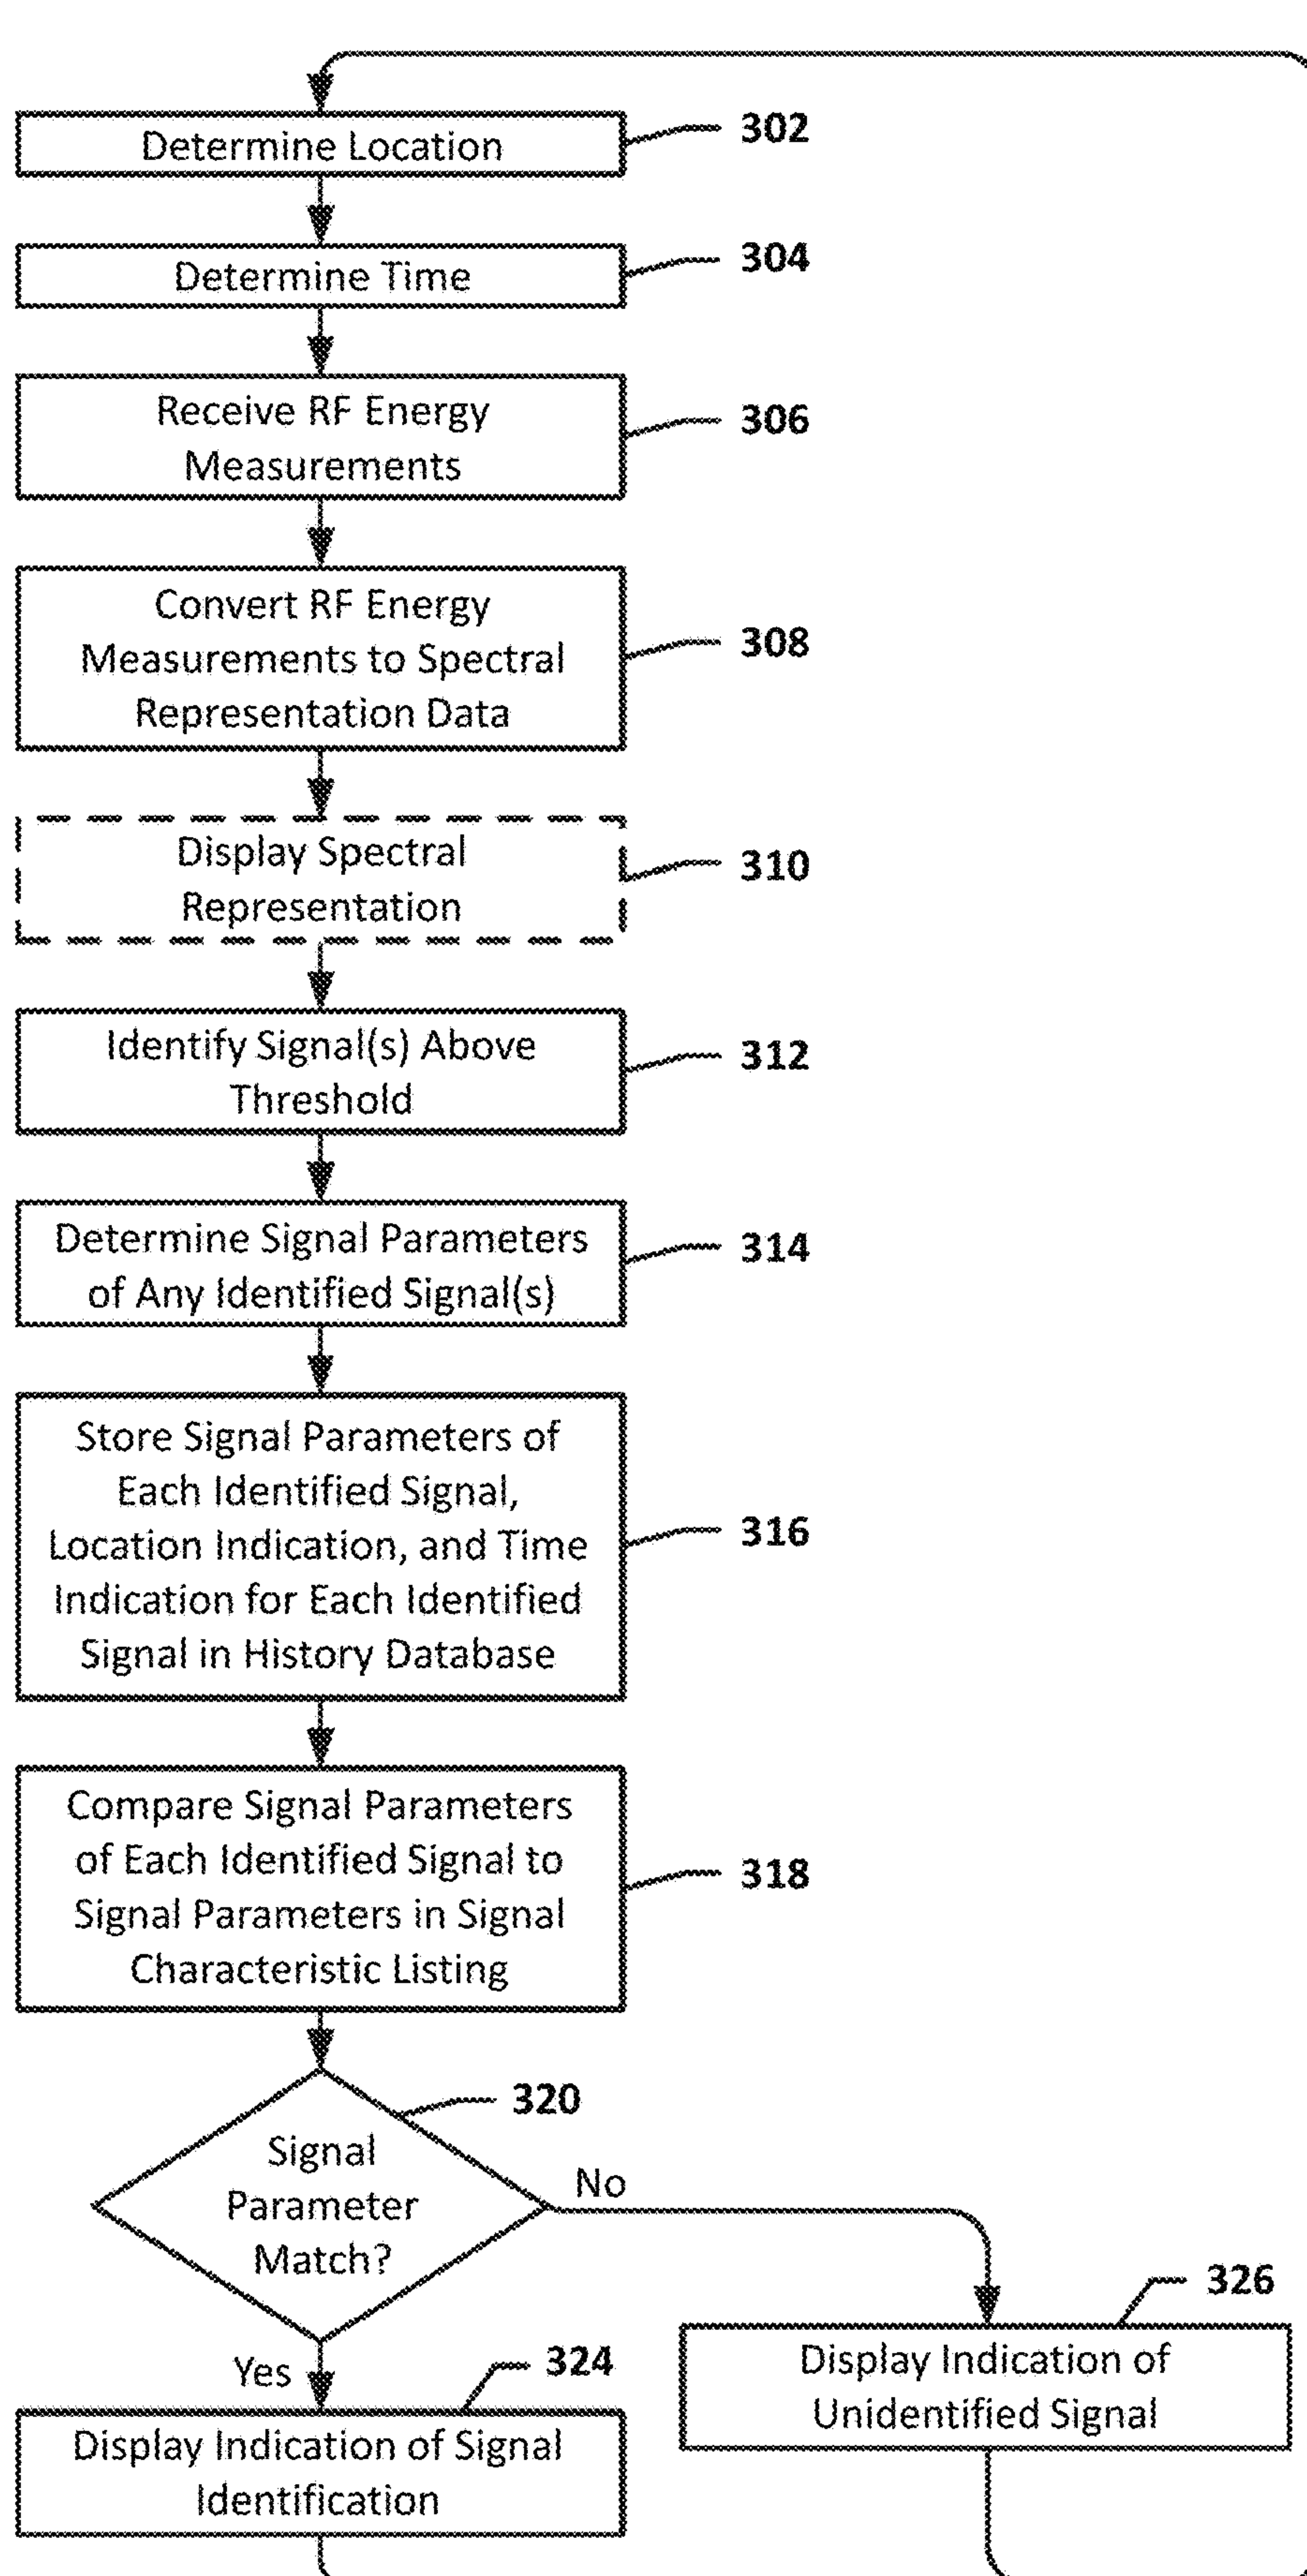 Determine Location
302
Determine Time
304
Receive RF Energy
Measurements
306
Convert RF Energy
Measurements to Spectral
Representation Data
308
Display Spectral
Representation
310
Identify Signal(s) Above
Threshold
312
Determine Signal Parameters
of Any Identified Signal(s)
314
Store Signal Parameters of
Each Identified Signal,
Location Indication, and Time
Indication for Each Identified
Signal in History Database
316
Compare Signal Parameters
of Each Identified Signal to
Signal Parameters in Signal
Characteristic Listing
318
320
Signal
Parameter
Match?
No
326
Display Indication of
Unidentified Signal
Yes
324
Display Indication of Signal
Identification